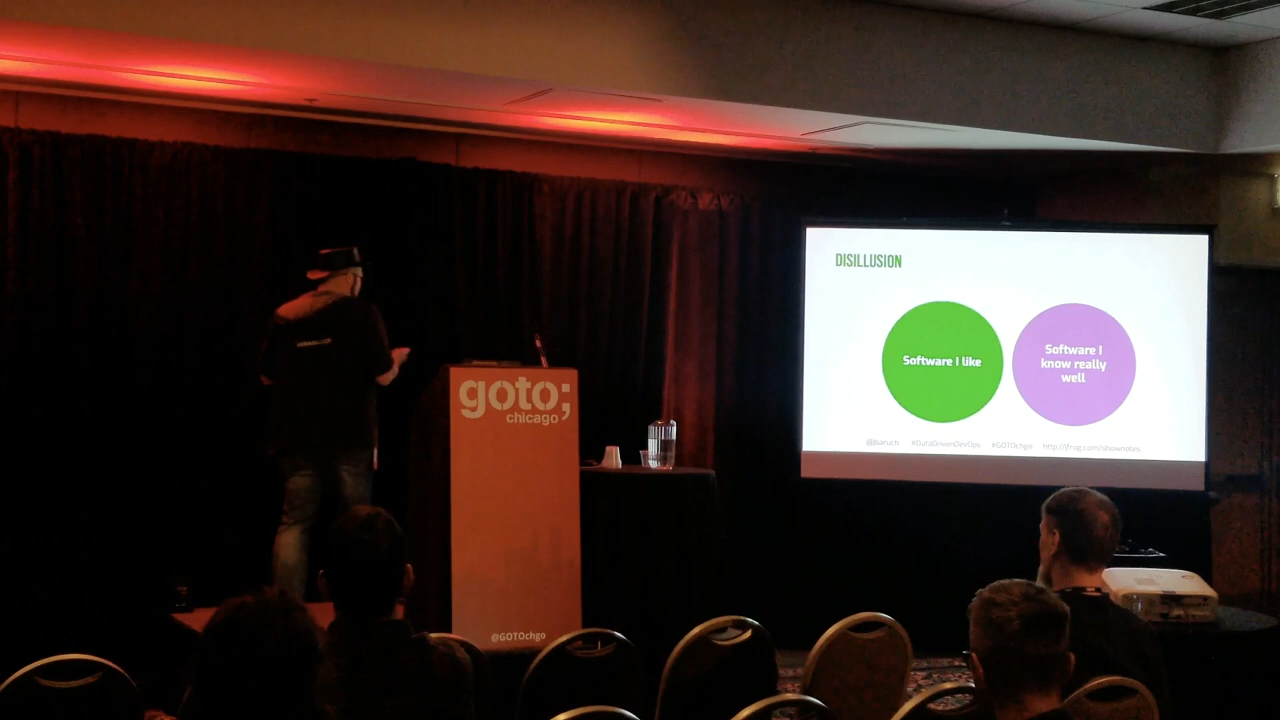 DISILLUSION
Software I like
Software I
know really
well
@jbaruch #DataDrivenDevOps #GOTOchgo http://jfrog.com/shownotes
goto;
chicago
@GOTOchgo